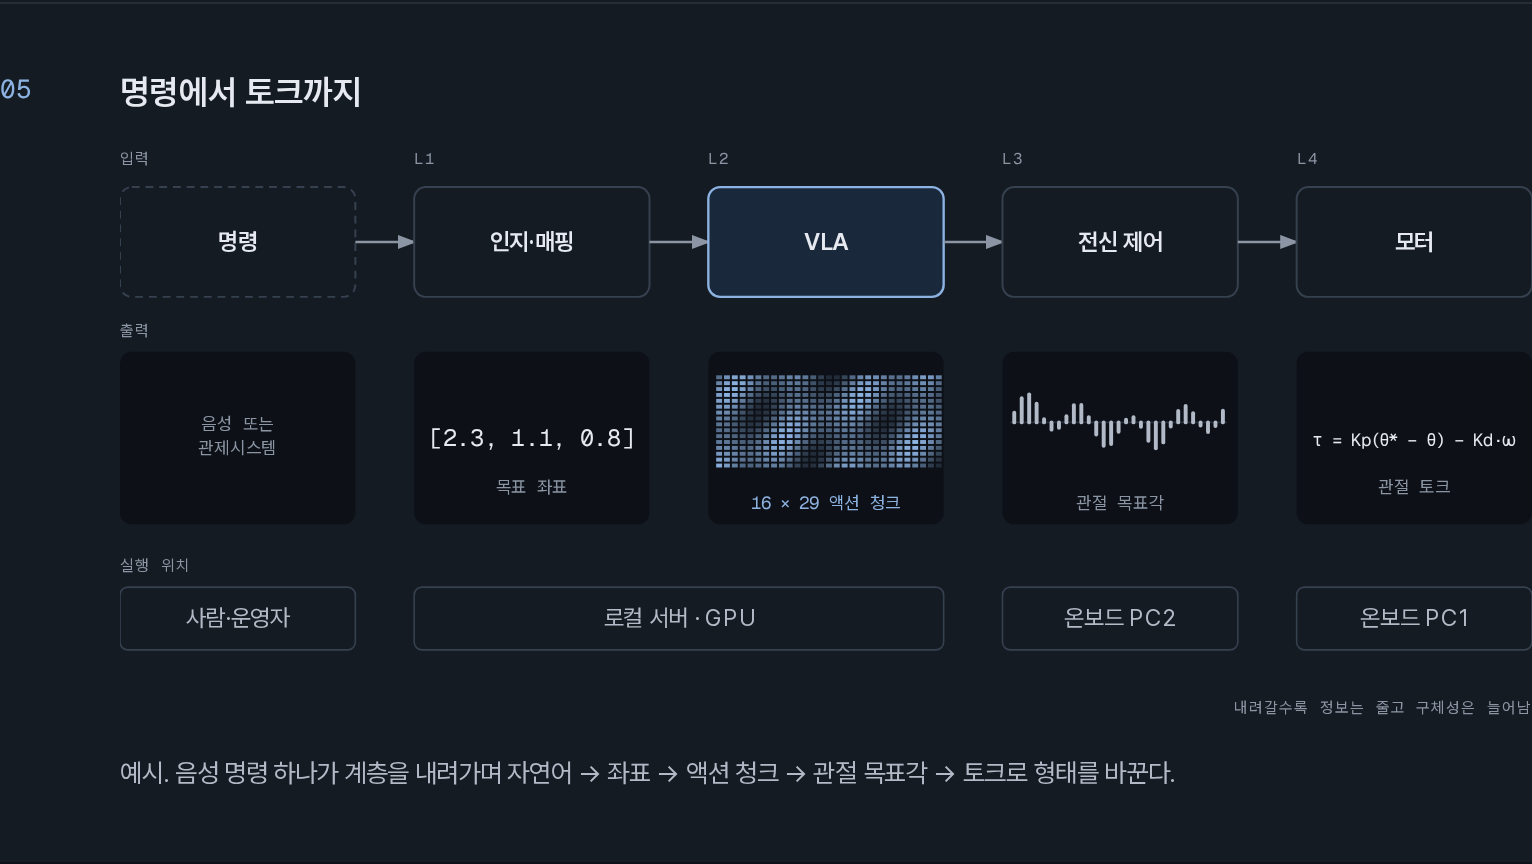 05
명령에서 토크까지
입력
L1
L2
L3
L4
명령
인지·매핑
VLA
전신 제어
모터
출력
음성 또는
관제시스템
[2.3, 1.1, 0.8]
목표 좌표
16 × 29 액션 청크
관절 목표각
τ = Kp(θ* − θ) − Kd·ω
관절 토크
실행 위치
사람·운영자
로컬 서버 · GPU
온보드 PC2
온보드 PC1
내려갈수록 정보는 줄고 구체성은 늘어남
예시. 음성 명령 하나가 계층을 내려가며 자연어 → 좌표 → 액션 청크 → 관절 목표각 → 토크로 형태를 바꾼다.